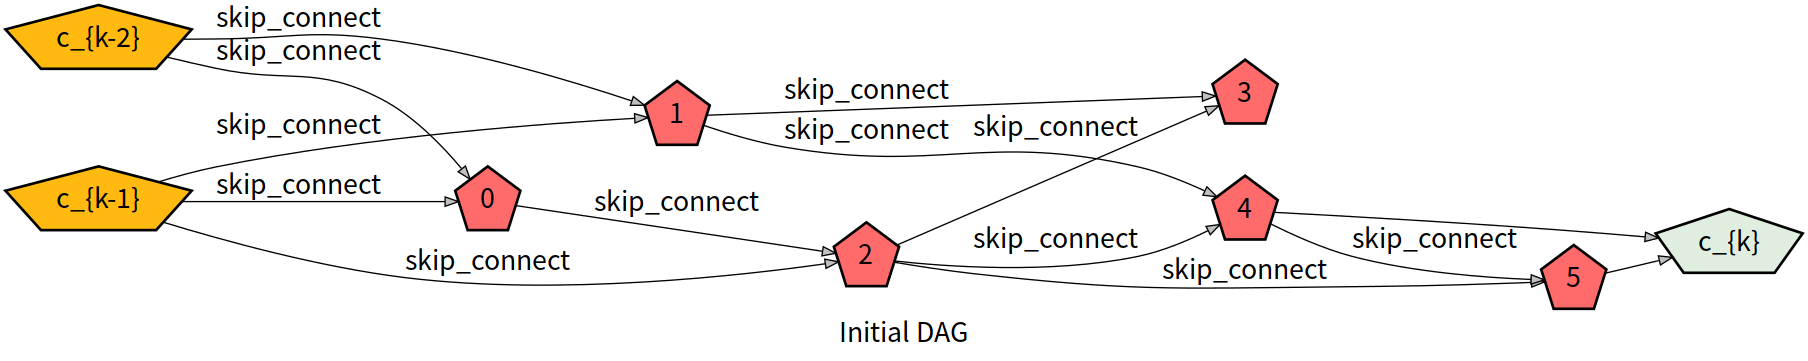 c_{k-2}
skip_connect
skip_connect
skip_connect
c_{k-1}
skip_connect
skip_connect
0
1
skip_connect
skip_connect
skip_connect
skip_connect
2
skip_connect
skip_connect
3
4
skip_connect
5
c_{k}
Initial DAG